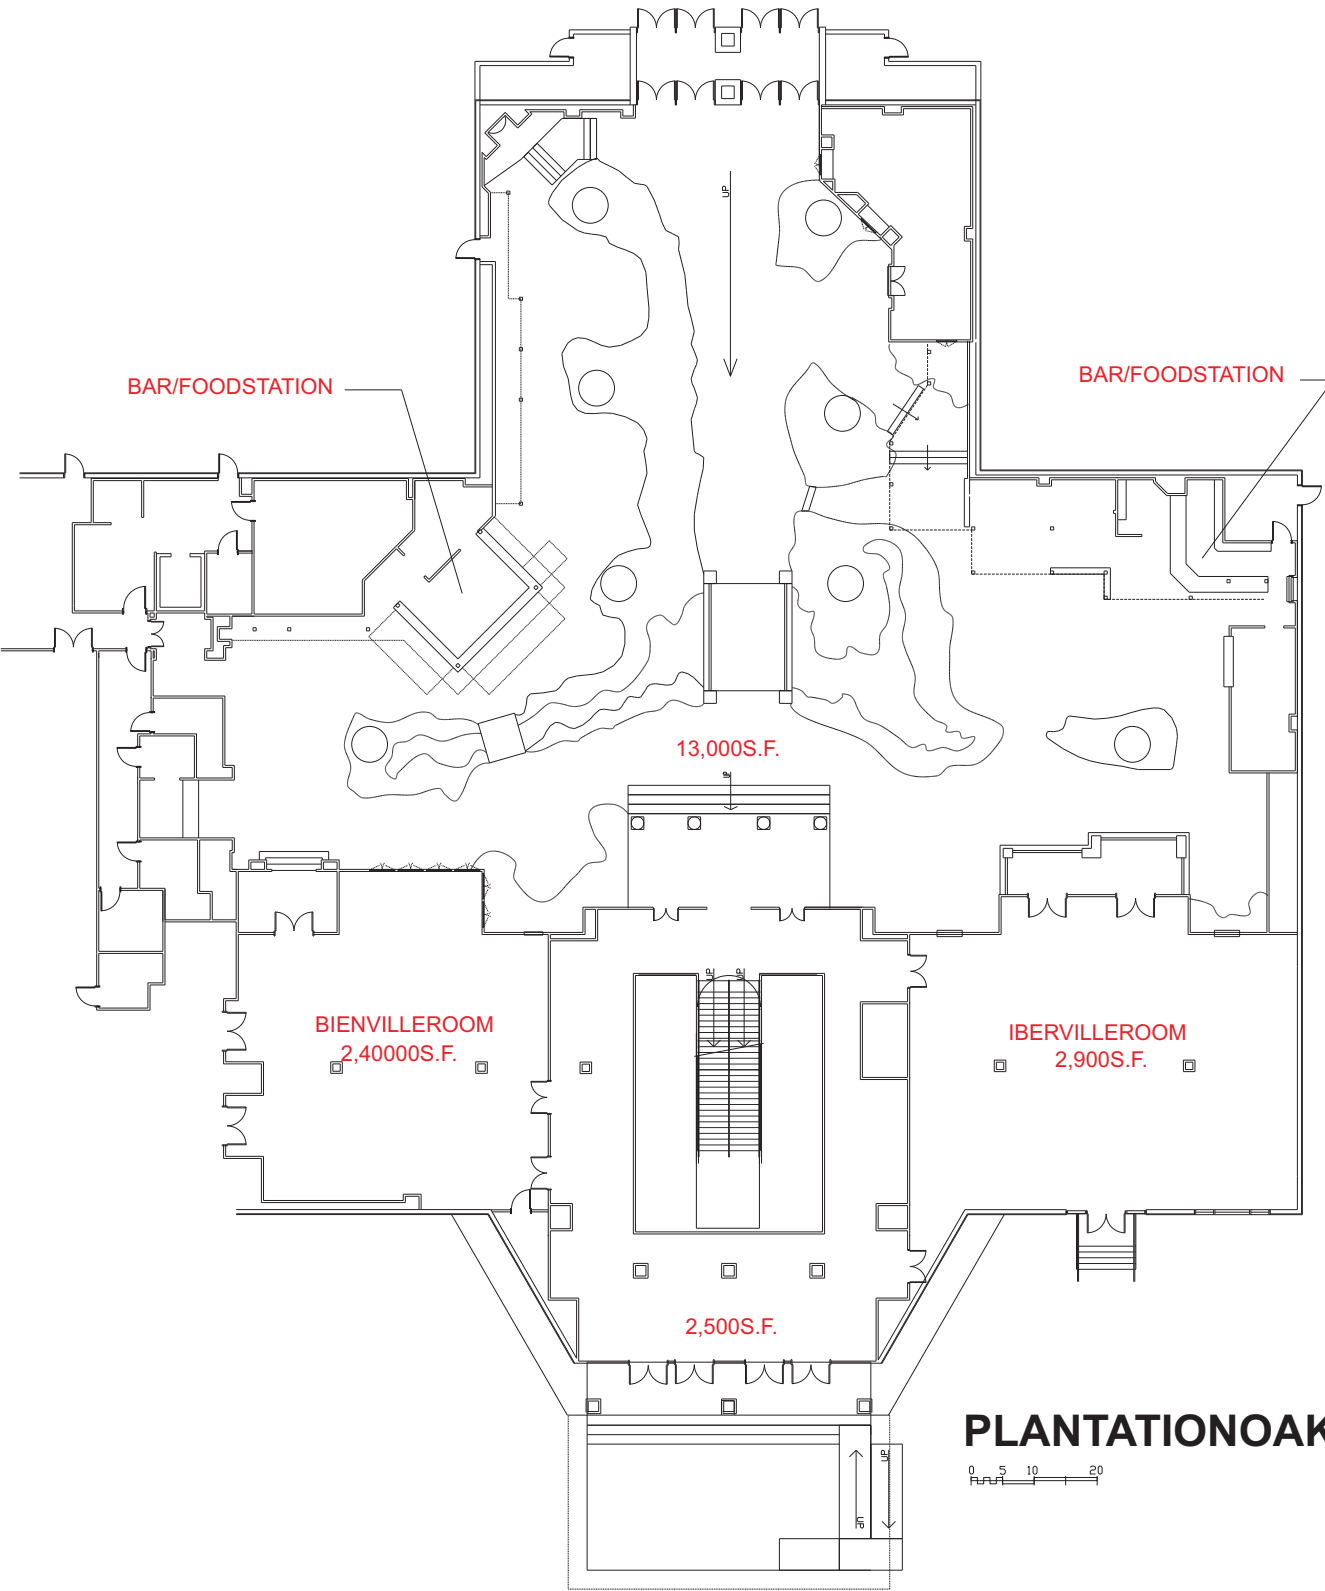 UP
BAR/FOODSTATION
BAR/FOODSTATION
13,000S.F.
UP
UP UP
BIENVILLEROOM
2,40000S.F.
IBERVILLEROOM
2,900S.F.
2,500S.F.
PLANTATIONOAK
0 5 10 20
UP
UP